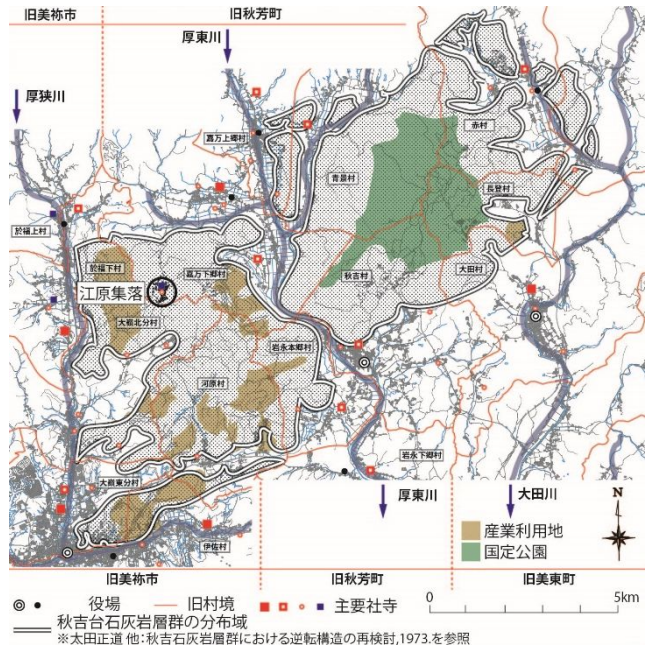 旧美祢市
旧秋芳町
厚東川
厚狭川
嘉万上郷村
赤村
青景村
長登村
於福上村
於福下村
嘉万下郷村
秋吉村
大田村
江原集落
大嶺北分村
岩永本郷村
河原村
岩永下郷村
大嶺東分村
伊佐村
厚東川
大田川
N
産業利用地
国定公園
旧美祢市
旧秋芳町
旧美東町
役場
旧村境
主要社寺
0
5km
秋吉台石灰岩層群の分布域
※太田正道 他:秋吉石灰岩層群における逆転構造の再検討,1973.を参照